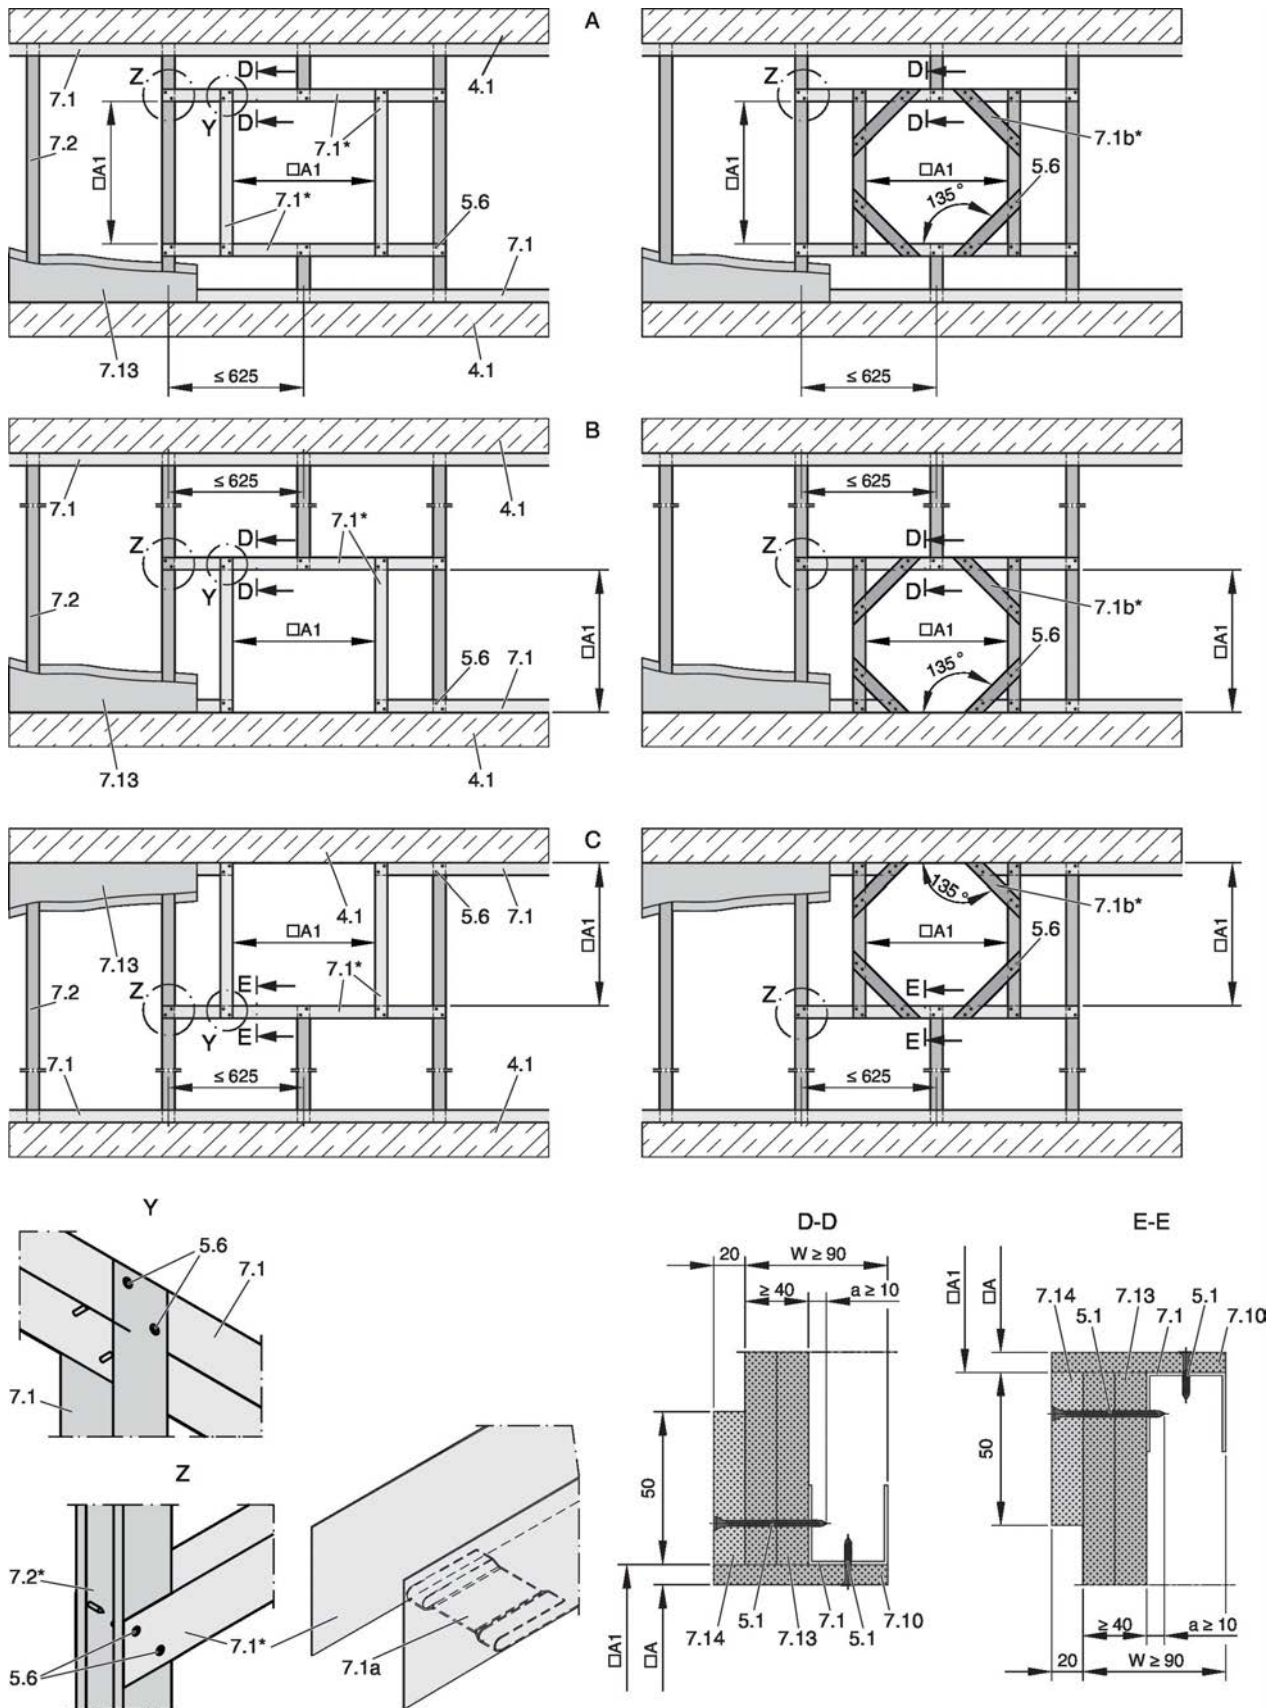 A
Z
D
D
Y
7.1
7.2
□A1
7.1*
□A1
7.1*
4.1
5.6
7.1
7.13
≤ 625
4.1
Z
D
D
□A1
□A1
135°
7.1b*
5.6
≤ 625
B
7.1
≤ 625
4.1
Z
D
7.1*
Y
D
7.2
□A1
5.6
7.1
□A1
7.13
4.1
≤ 625
Z
D
D
7.1b*
□A1
5.6
135°
□A1
C
7.13
4.1
5.6
7.1
□A1
□A1
7.2
Z
E
7.1*
Y
E
7.1
≤ 625
4.1
135°
7.1b*
□A1
5.6
□A1
Z
E
E
≤ 625
Y
5.6
7.1
7.1
Z
7.2*
5.6
7.1*
7.1a
D-D
20
W ≥ 90
≥ 40
a ≥ 10
50
7.14
5.1
7.13
7.1
5.1
7.10
□A1
□A
E-E
□A1
□A
7.14
5.1
7.13
7.1
5.1
7.10
50
≥ 40
a ≥ 10
20
W ≥ 90